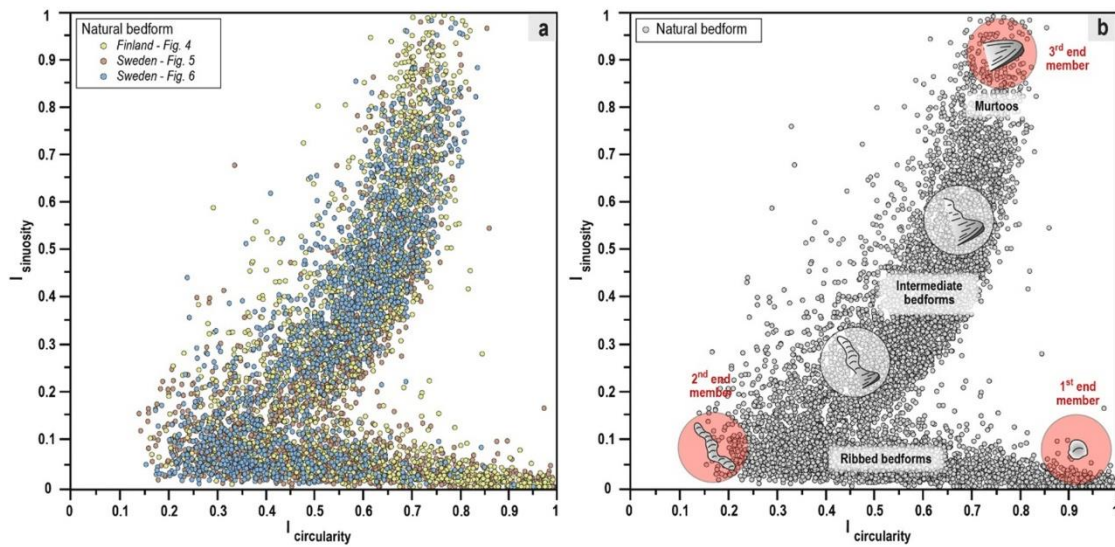 Natural bedform
Finland - Fig. 4
Sweden - Fig. 5
Sweden - Fig. 6
a
1
0.9
0.8
0.7
0.6
0.5
0.4
0.3
0.2
0.1
0
I sinuosity
0 0.1 0.2 0.3 0.4 0.5 0.6 0.7 0.8 0.9 1
I circularity
Natural bedform
b
3rd end
member
Murtoos
Intermediate
bedforms
2nd end
member
1st end
member
Ribbed bedforms
1
0.9
0.8
0.7
0.6
0.5
0.4
0.3
0.2
0.1
0
I sinuosity
0 0.1 0.2 0.3 0.4 0.5 0.6 0.7 0.8 0.9 1
I circularity